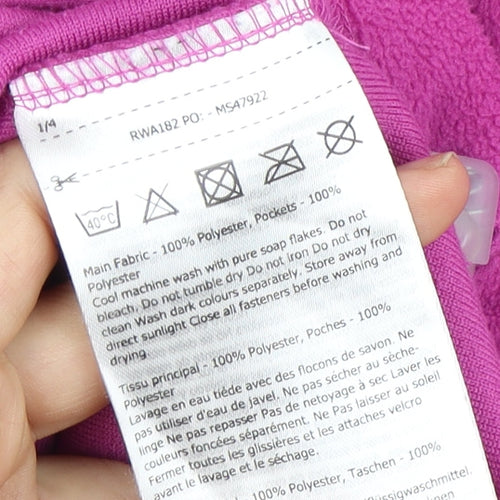 1/4
RWA182 PO: - MS47922
40°C
Main Fabric - 100% Polyester, Pockets - 100%
Polyester
Cool machine wash with pure soap flakes. Do not
bleach. Do not tumble dry Do not iron Do not dry
clean Wash dark colours separately. Store away from
direct sunlight Close all fasteners before washing and
drying.
Tissu principal - 100% Polyester, Poches - 100%
polyester
Lavage en eau tiède avec des flocons de savon. Ne
pas utiliser d'eau de javel. Ne pas sécher au sèche-
linge Ne pas repasser Pas de nettoyage à sec Laver les
couleurs foncées séparément. Ne pas laisser au soleil
Fermer toutes les glissières et les attaches velcro
avant le lavage et le séchage.
100% Polyester, Taschen - 100%